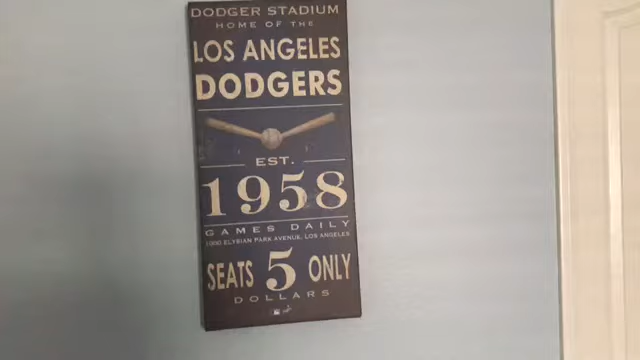 DODGER STADIUM
HOME OF THE
LOS ANGELES
DODGERS
EST.
1958
GAMES DAILY
1000 ELYSIAN PARK AVENUE, LOS ANGELES
SEATS 5 ONLY
DOLLARS